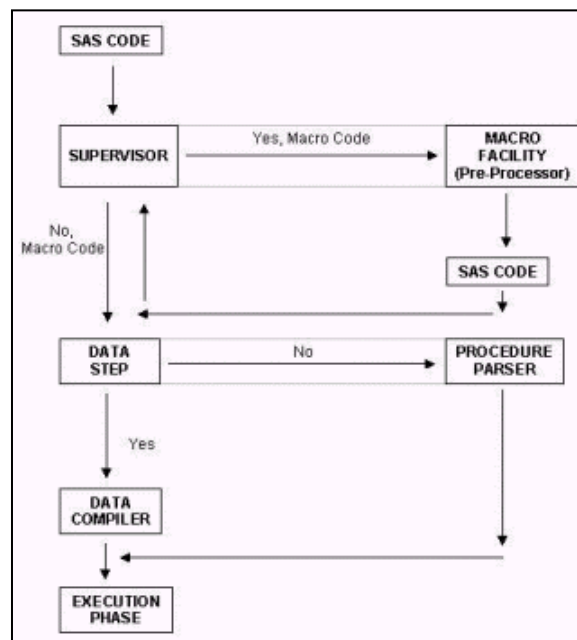 SAS CODE
SUPERVISOR
Yes, Macro Code
MACRO
FACILITY
(Pre-Processor)
No,
Macro Code
SAS CODE
DATA
STEP
No
PROCEDURE
PARSER
Yes
DATA
COMPILER
EXECUTION
PHASE